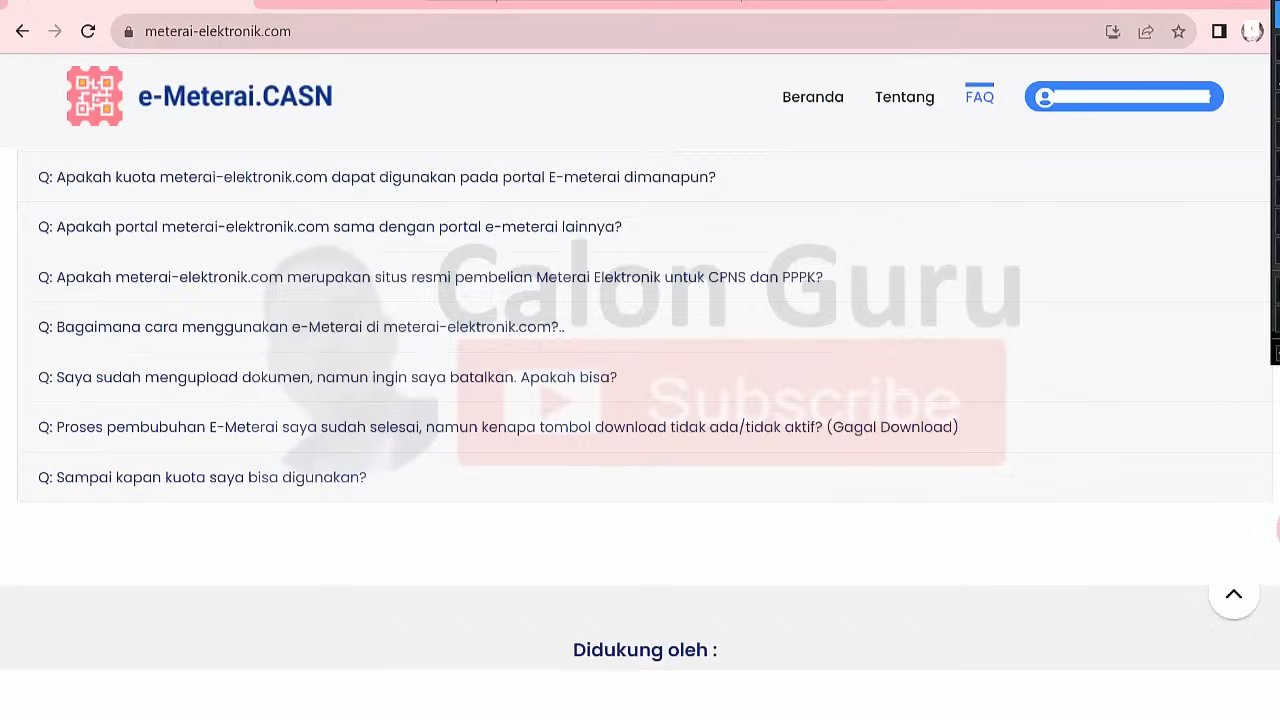 meterai-elektronik.com
e-Meterai.CASN
Beranda
Tentang
FAQ
Q: Apakah kuota meterai-elektronik.com dapat digunakan pada portal E-meterai dimanapun?
Q: Apakah portal meterai-elektronik.com sama dengan portal e-meterai lainnya?
Q: Apakah meterai-elektronik.com merupakan situs resmi pembelian Meterai Elektronik untuk CPNS dan PPPK?
Calon Guru
Q: Bagaimana cara menggunakan e-Meterai di meterai-elektronik.com?..
Q: Saya sudah mengupload dokumen, namun ingin saya batalkan. Apakah bisa?
Subscribe
Q: Proses pembubuhan E-Meterai saya sudah selesai, namun kenapa tombol download tidak ada/tidak aktif? (Gagal Download)
Q: Sampai kapan kuota saya bisa digunakan?
Didukung oleh :